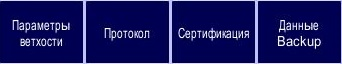 Параметры
ветхости
Протокол
Сертификация
Данные
Backup